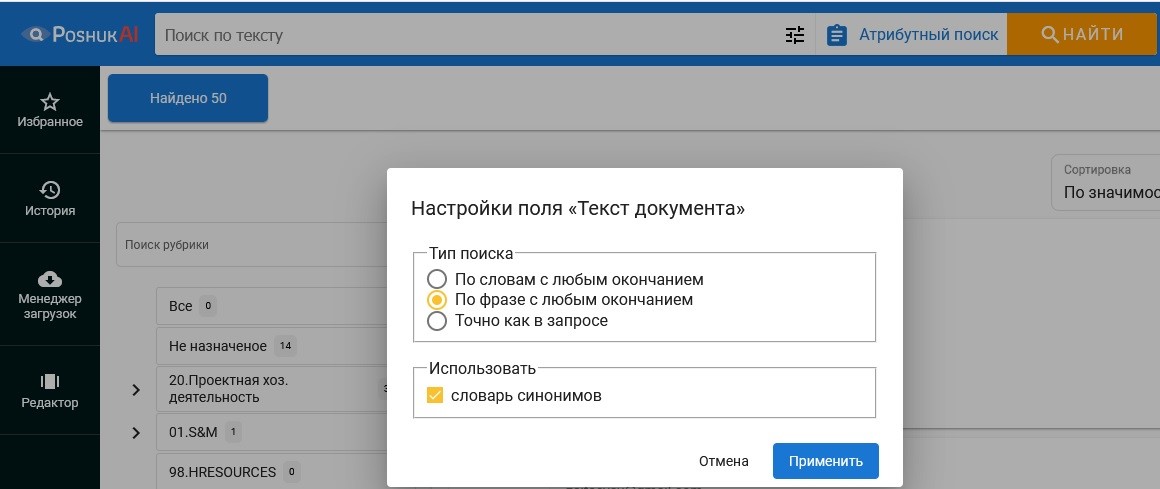 POSHUKAI
Поиск по тексту
Атрибутный поиск
НАЙТИ
Избранное
История
Менеджер
загрузок
Редактор
Найдено 50
Сортировка
Поиск рубрики
Все 0
Не назначеное 14
20.Проектная хоз.
деятельность
01.S&M 1
98.HRESOURCES 0
Настройки поля «Текст документа»
Тип поиска
По словам с любым окончанием
По фразе с любым окончанием
Точно как в запросе
Использовать
словарь синонимов
Отмена
Применить